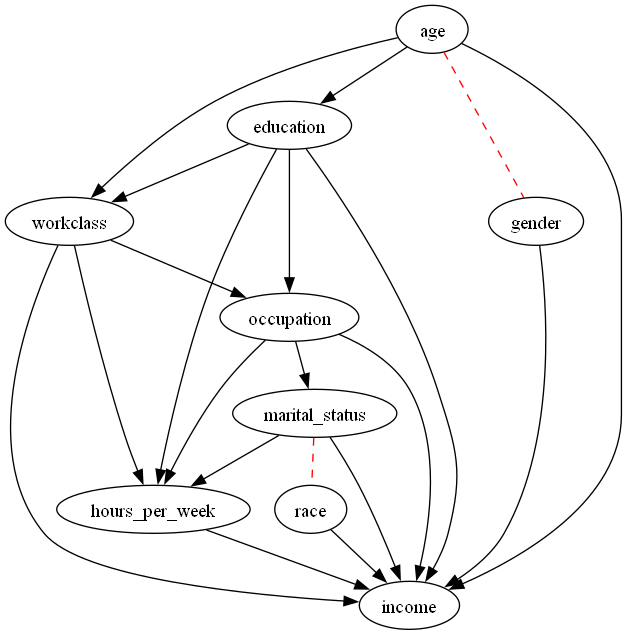 age
education
workclass
gender
occupation
marital_status
hours_per_week
race
income